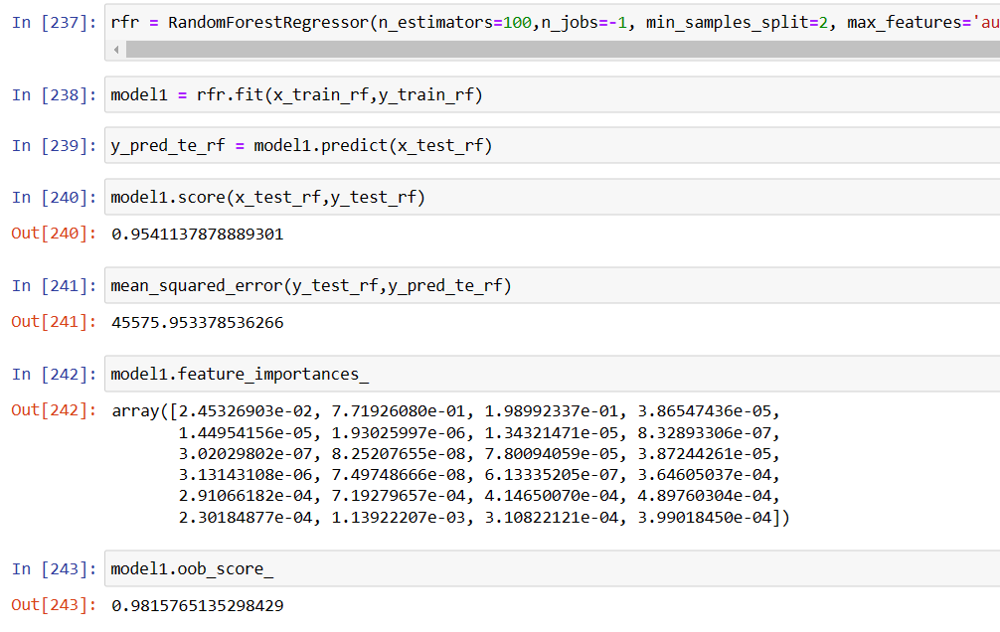 In [237]: rfr = RandomForestRegressor(n_estimators=100,n_jobs=-1, min_samples_split=2, max_features='au
In [238]: model1 = rfr.fit(x_train_rf,y_train_rf)
In [239]: y_pred_te_rf = model1.predict(x_test_rf)
In [240]: model1.score(x_test_rf,y_test_rf)
Out[240]: 0.9541137878889301
In [241]: mean_squared_error(y_test_rf,y_pred_te_rf)
Out[241]: 45575.953378536266
In [242]: model1.feature_importances_
Out[242]: array([2.45326903e-02, 7.71926080e-01, 1.98992337e-01, 3.86547436e-05,
1.44954156e-05, 1.93025997e-06, 1.34321471e-05, 8.32893306e-07,
3.02029802e-07, 8.25207655e-08, 7.80094059e-05, 3.87244261e-05,
3.13143108e-06, 7.49748666e-08, 6.13335205e-07, 3.64605037e-04,
2.91066182e-04, 7.19279657e-04, 4.14650070e-04, 4.89760304e-04,
2.30184877e-04, 1.13922207e-03, 3.10822121e-04, 3.99018450e-04])
In [243]: model1.oob_score_
Out[243]: 0.9815765135298429